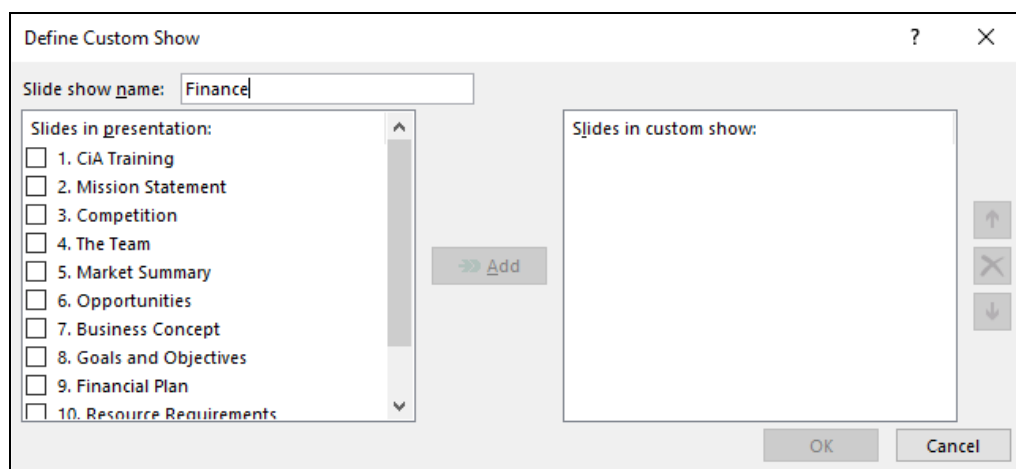 Define Custom Show
?
Slide show name: Finance
Slides in presentation:
1. CiA Training
2. Mission Statement
3. Competition
4. The Team
5. Market Summary
6. Opportunities
7. Business Concept
8. Goals and Objectives
9. Financial Plan
10. Resource Requirements
Add
Slides in custom show:
OK
Cancel